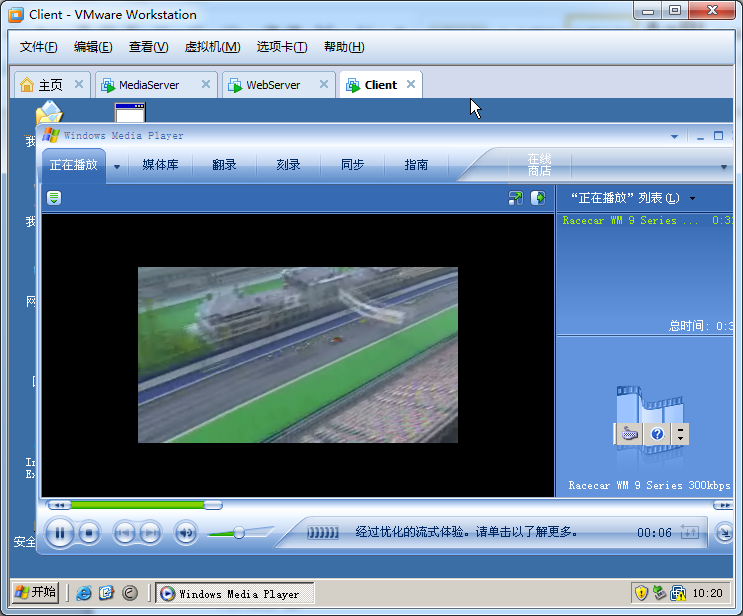 Client - VMware Workstation
文件(F) 编辑(E) 查看(V) 虚拟机(M) 选项卡(T) 帮助(H)
主页 MediaServer WebServer Client
我
Windows Media Player
正在播放 媒体库 翻录 刻录 同步 指南 在线
商店
“正在播放”列表(L)
Racecar WM 9 Series ... 0:3
我
网
总时间: 0:3
In
Ex
Racecar WM 9 Series 300kbps
经过优化的流式体验。请单击以了解更多。 00:06
安全
开始 Windows Media Player 10:20